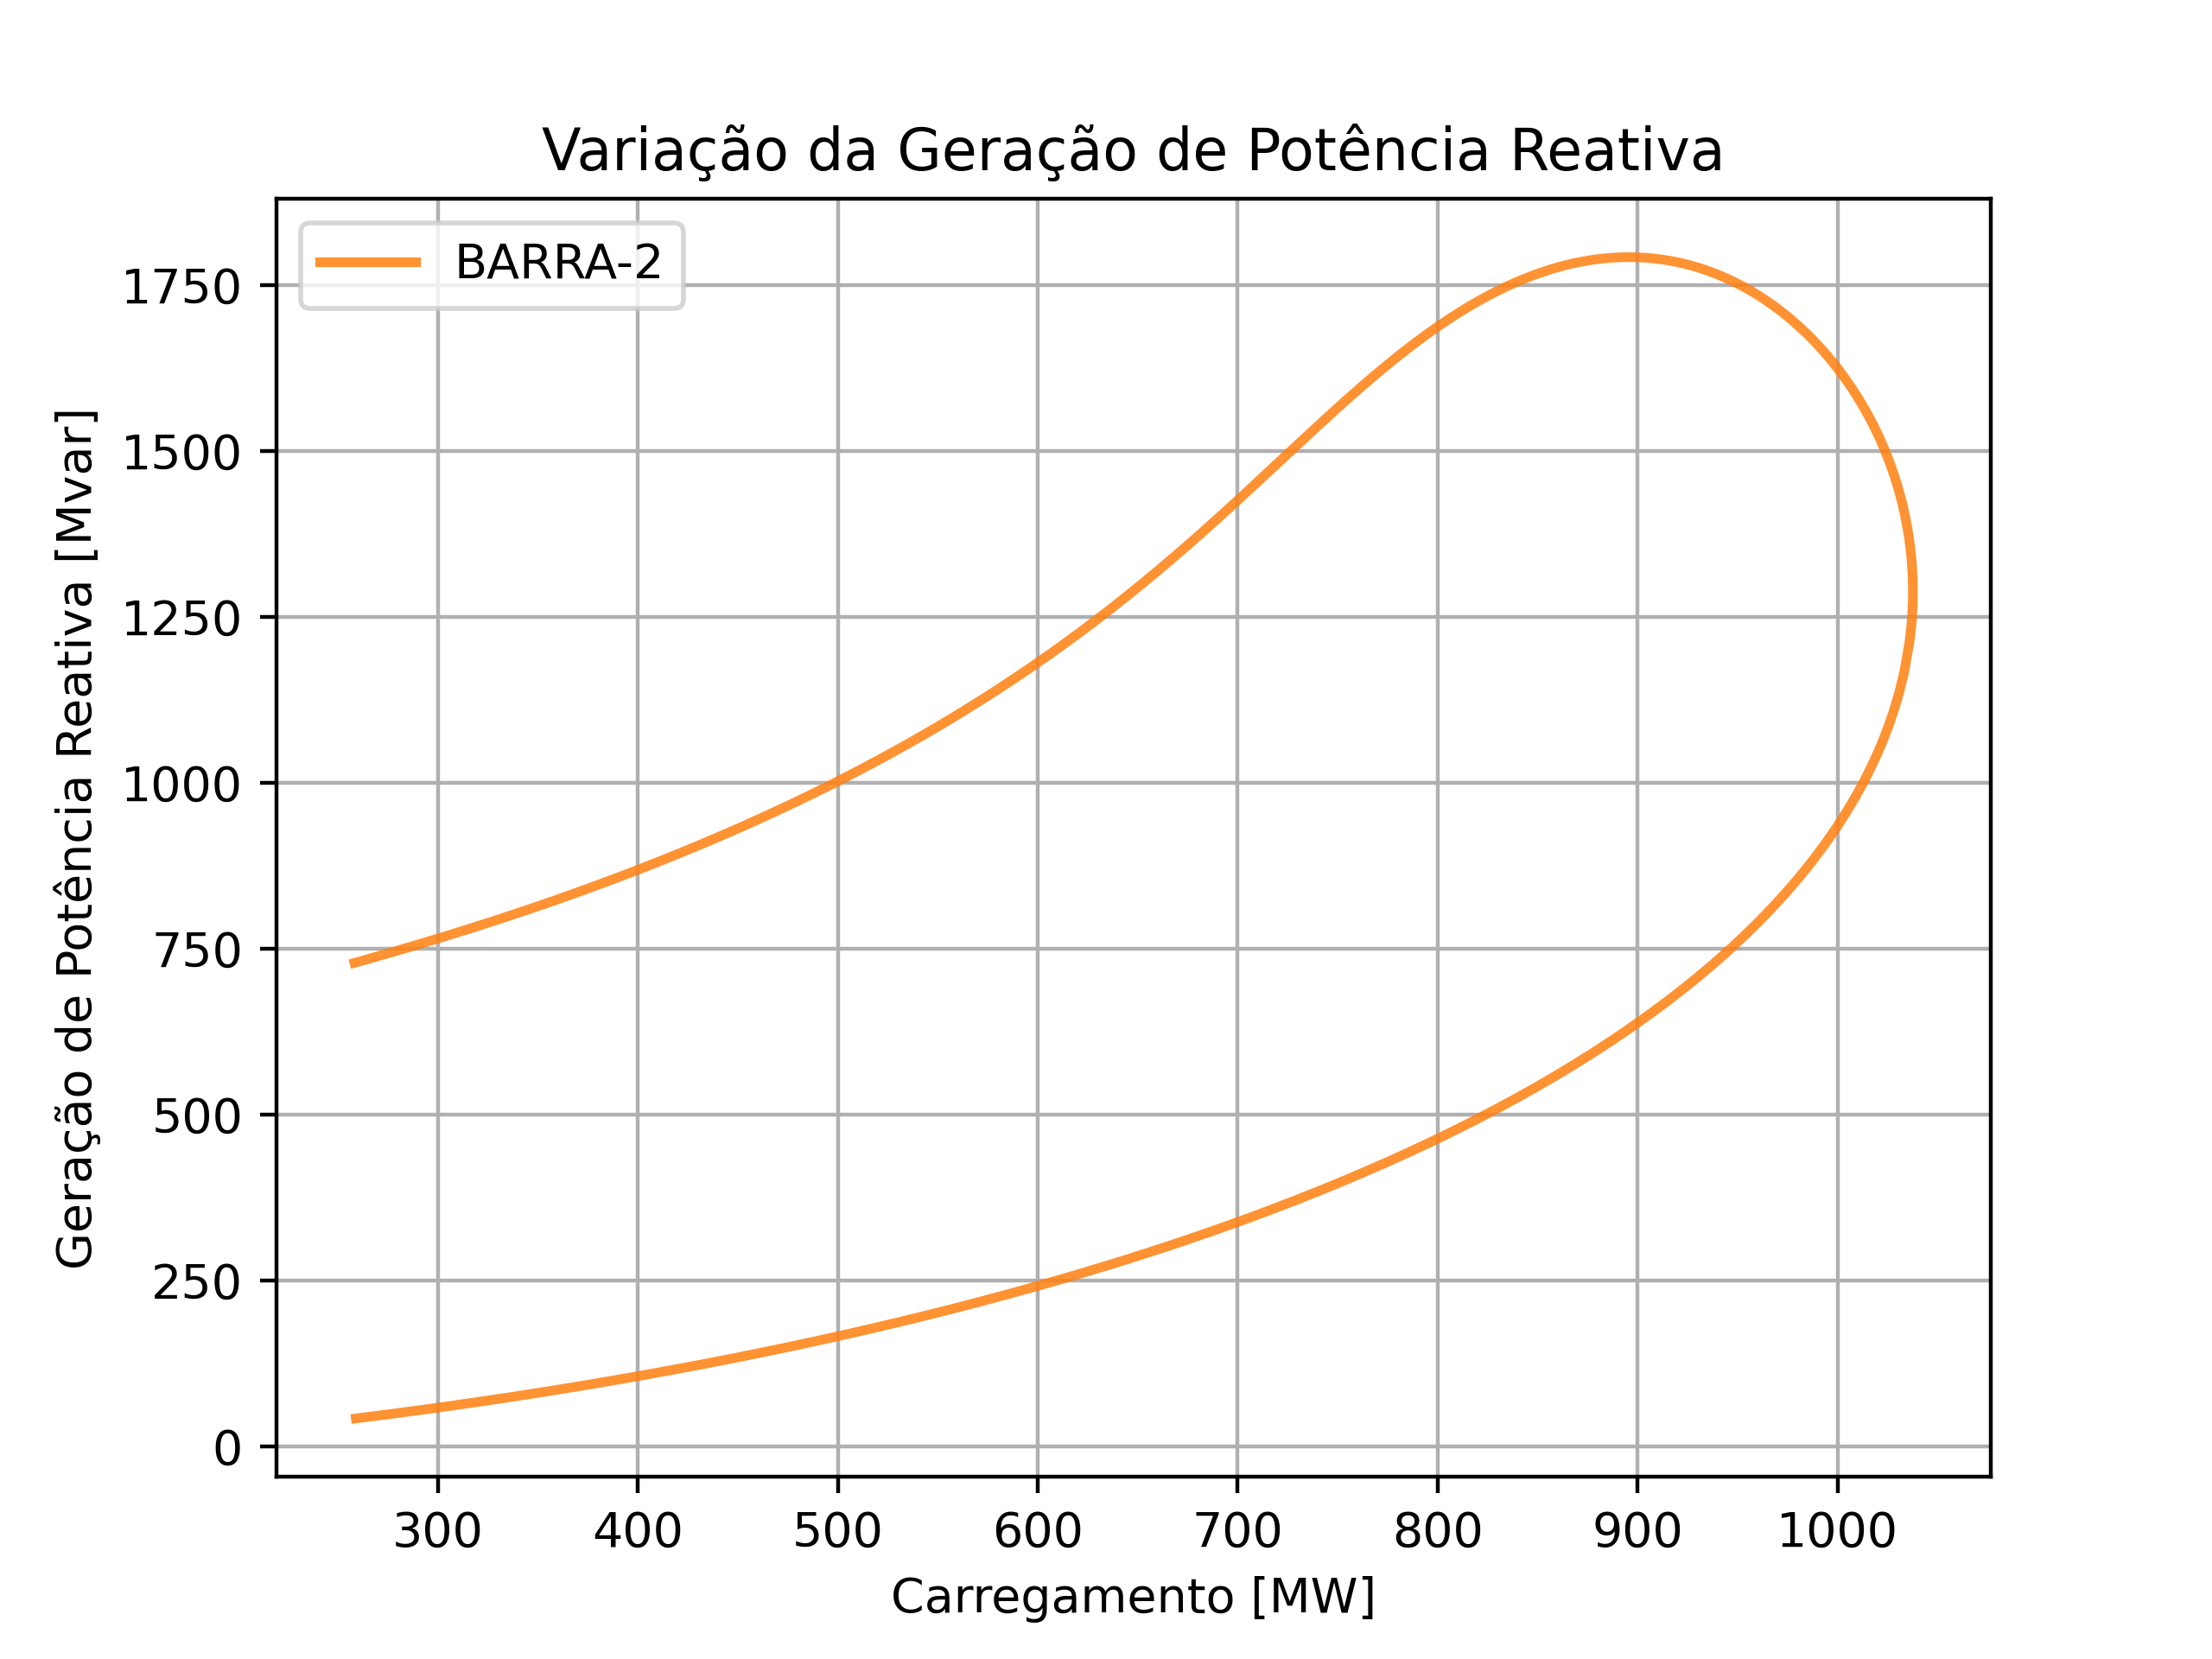 Variação da Geração de Potência Reativa
BARRA-2
Geração de Potência Reativa [Mvar]
1750
1500
1250
1000
750
500
250
0
300 400 500 600 700 800 900 1000
Carregamento [MW]